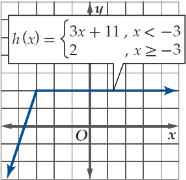 y
h(x) = { 3x + 11 , x < −3
2 , x ≥ −3
O
x